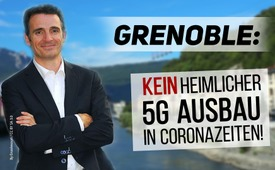 GRENOBLE:
KEIN HEIMLICHER
5G AUSBAU
IN CORONAZEITEN!